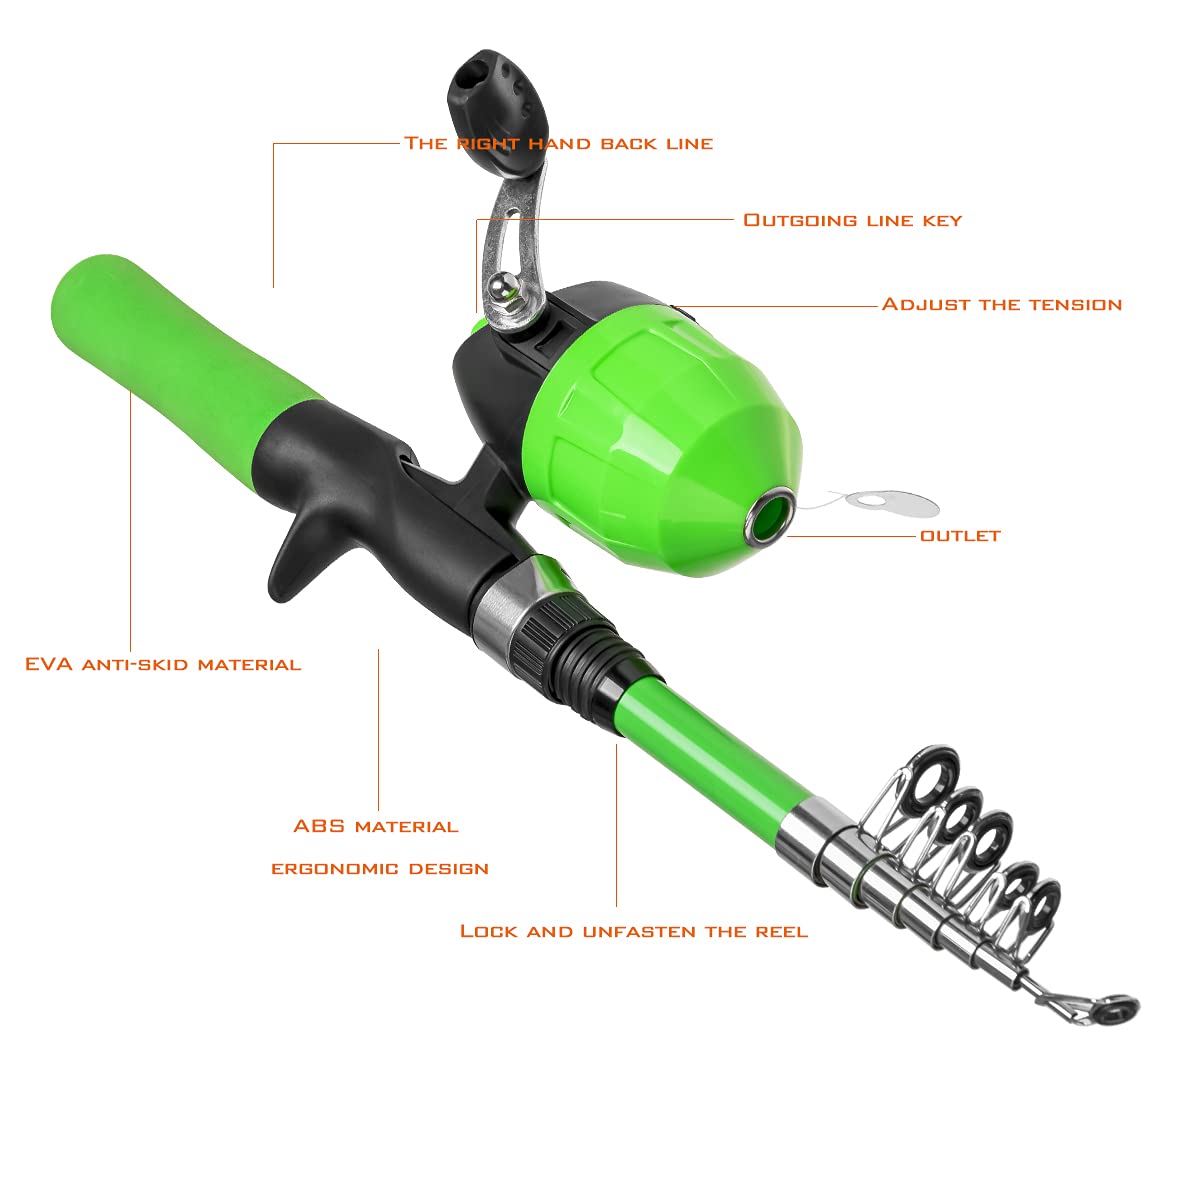 The right hand back line
Outgoing line key
Adjust the tension
outlet
EVA anti-skid material
ABS material
ergonomic design
Lock and unfasten the reel